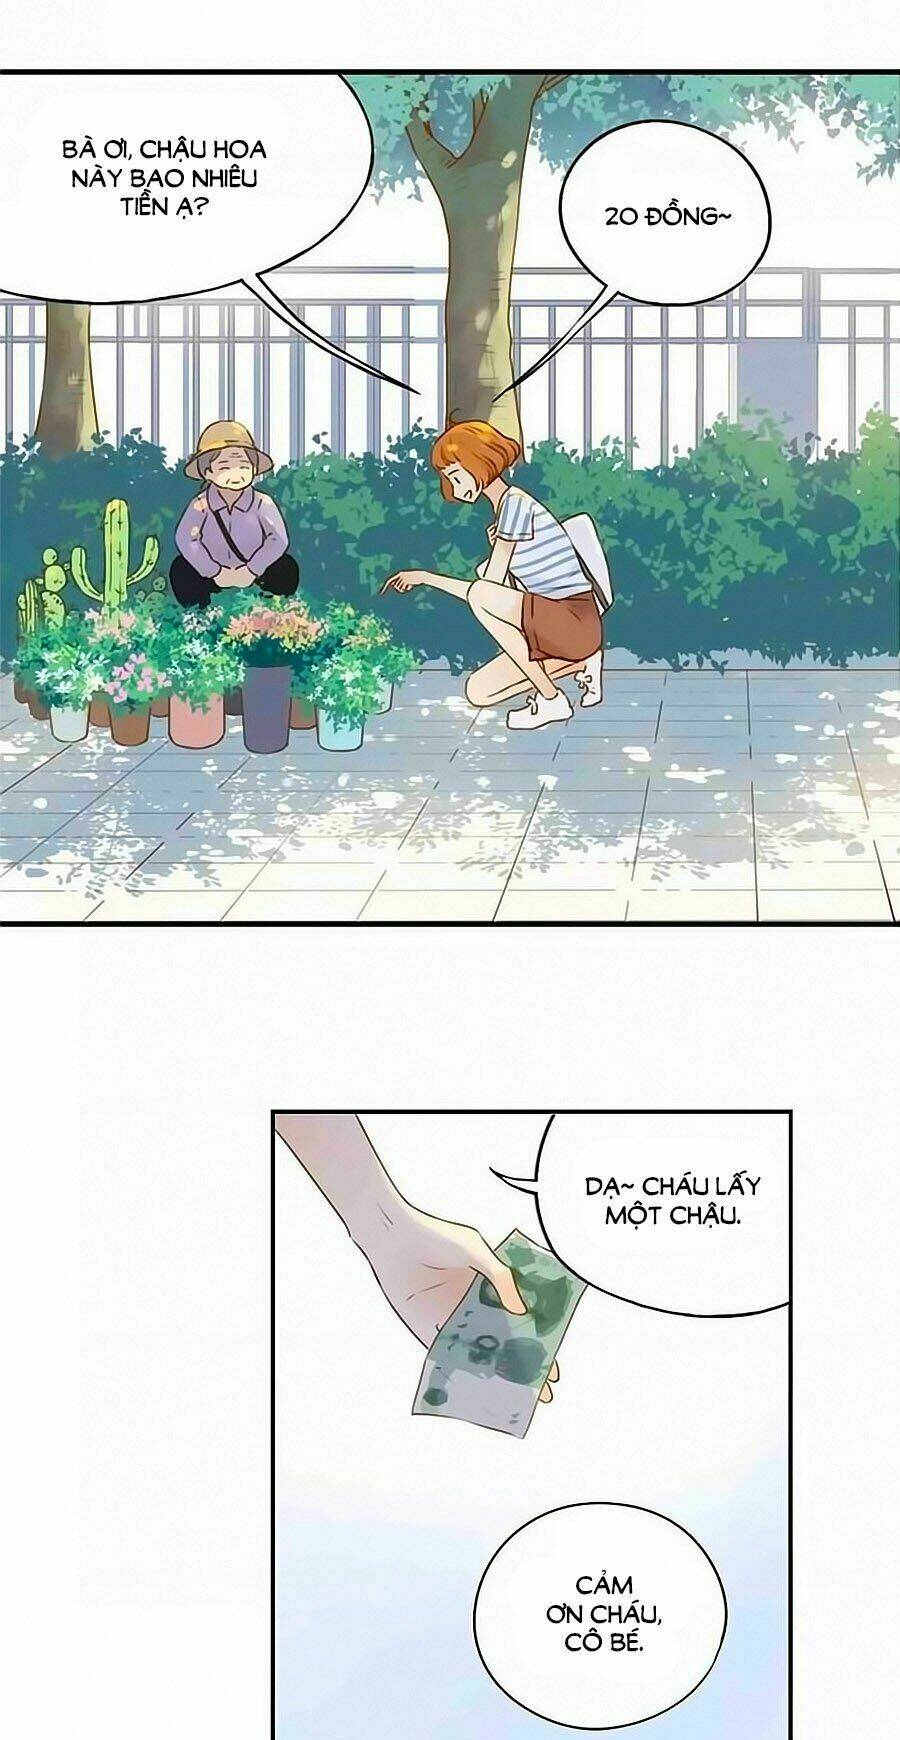 BÀ ƠI, CHẬU HOA
NÀY BAO NHIÊU
TIỀN Ạ?
20 ĐỒNG~
DẠ~ CHÁU LẤY
MỘT CHẬU.
CẢM
ƠN CHÁU,
CÔ BÉ.